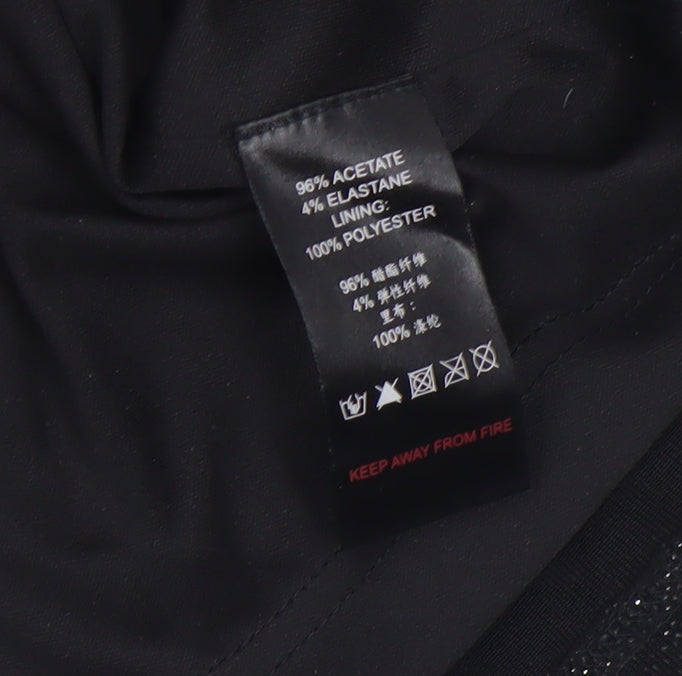 96% ACETATE
4% ELASTANE
LINING:
100% POLYESTER
96% 醋酯纤维
4% 弹性纤维
里布：
100% 涤纶
KEEP AWAY FROM FIRE